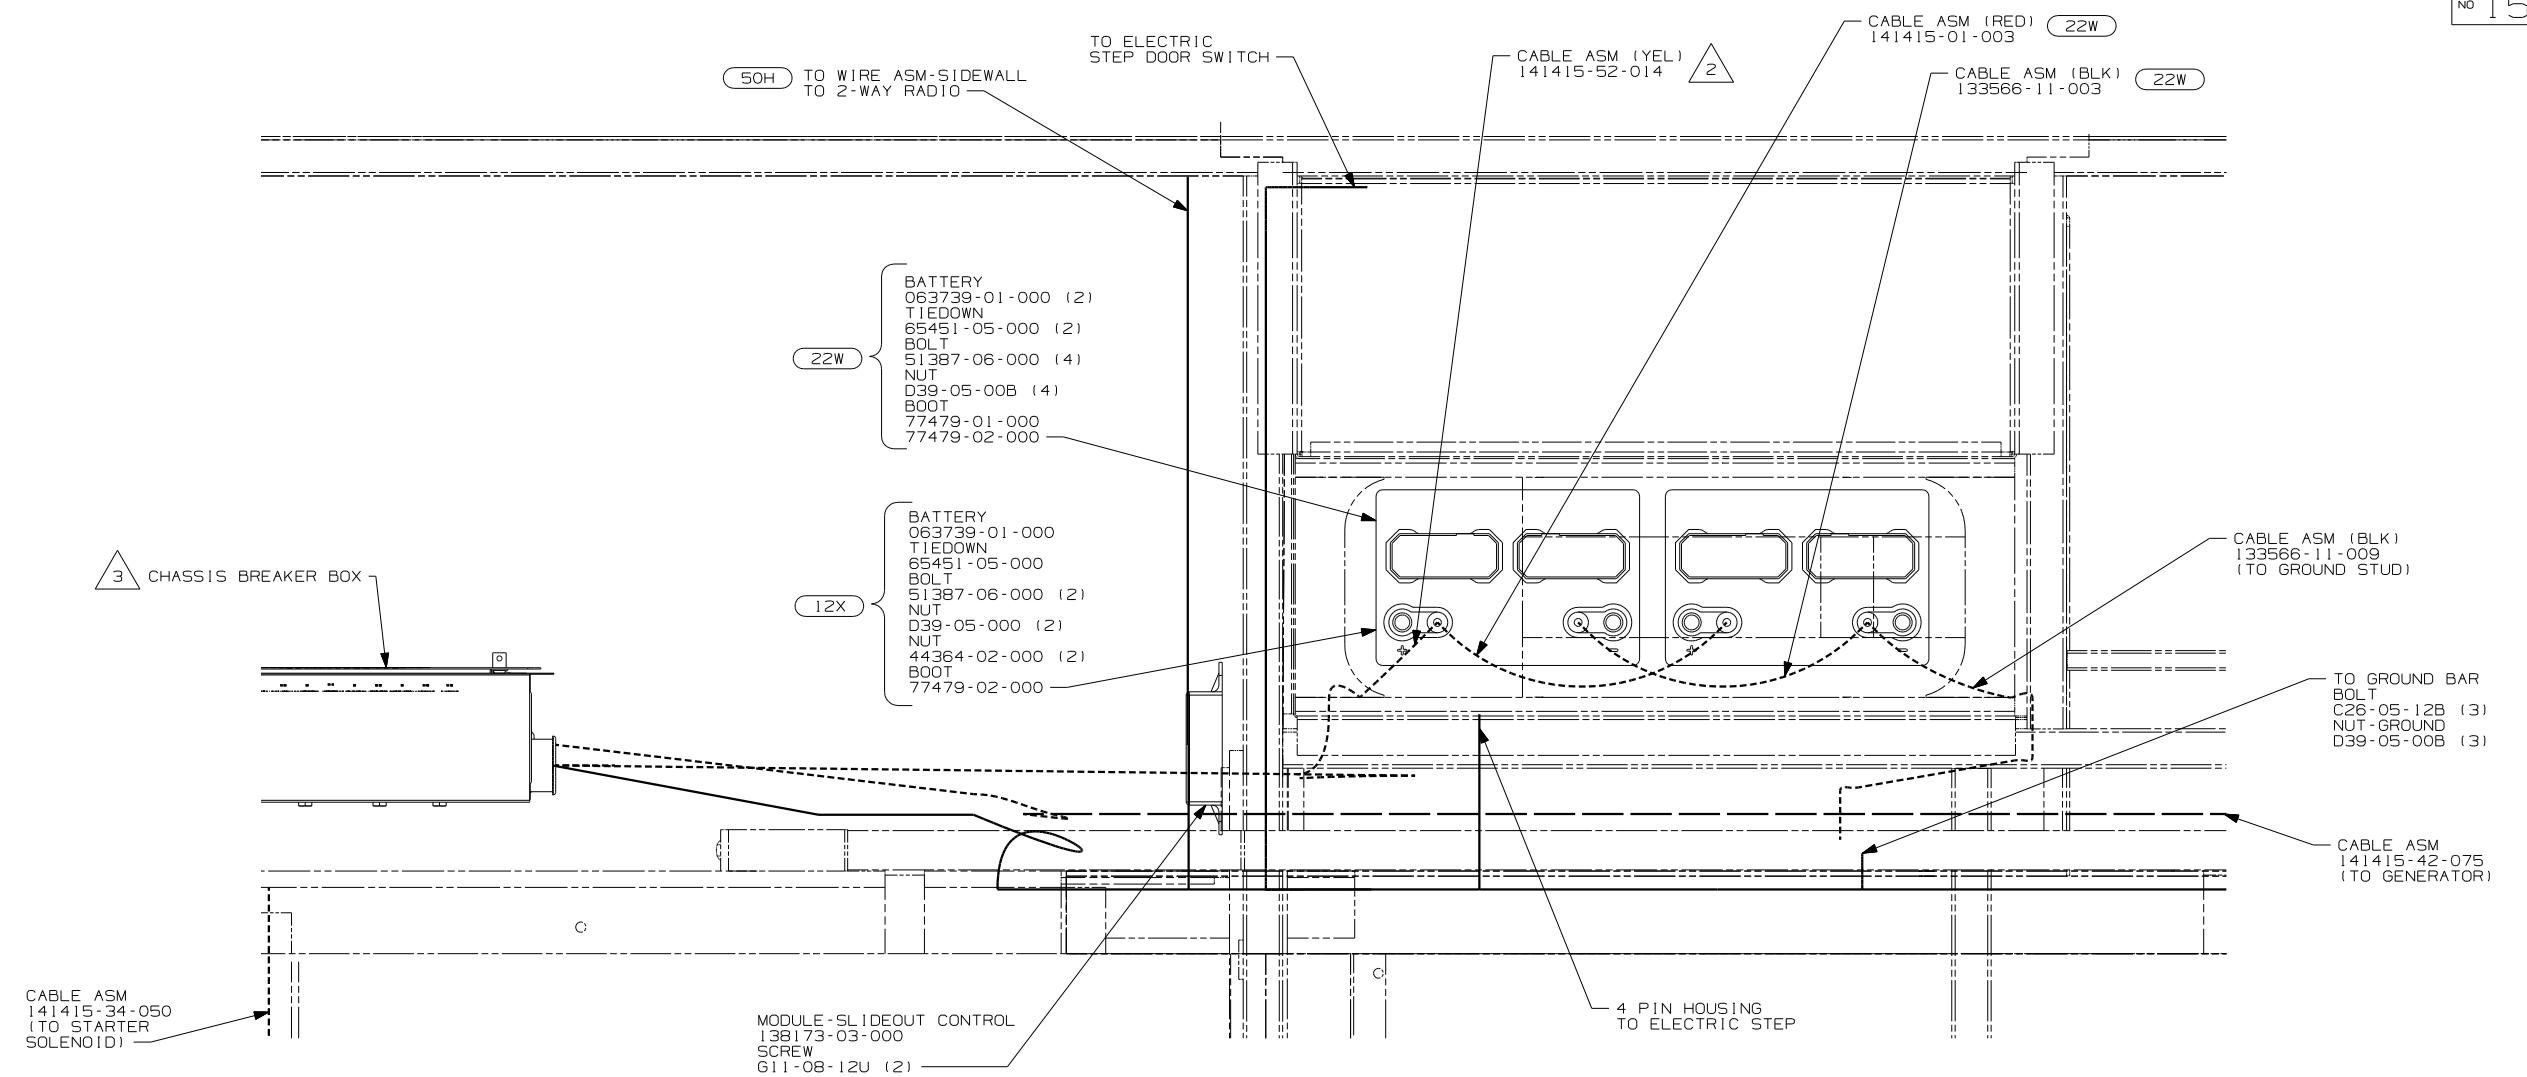 NO 15
CABLE ASM (RED) 22W
141415-01-003
TO ELECTRIC
STEP DOOR SWITCH
CABLE ASM (YEL)
141415-52-014
2
50H
TO WIRE ASM-SIDEWALL
TO 2-WAY RADIO
CABLE ASM (BLK) 22W
133566-11-003
22W
BATTERY
063739-01-000 (2)
TIEDOWN
65451-05-000 (2)
BOLT
51387-06-000 (4)
NUT
D39-05-00B (4)
BOOT
77479-01-000
77479-02-000
12X
BATTERY
063739-01-000
TIEDOWN
65451-05-000
BOLT
51387-06-000 (2)
NUT
D39-05-000 (2)
NUT
44364-02-000 (2)
BOOT
77479-02-000
3 CHASSIS BREAKER BOX
+ - + -
CABLE ASM (BLK)
133566-11-009
(TO GROUND STUD)
TO GROUND BAR
BOLT
C26-05-12B (3)
NUT-GROUND
D39-05-00B (3)
CABLE ASM
141415-42-075
(TO GENERATOR)
CABLE ASM
141415-34-050
(TO STARTER
SOLENOID)
MODULE-SLIDEOUT CONTROL
138173-03-000
SCREW
G11-08-12U (2)
4 PIN HOUSING
TO ELECTRIC STEP